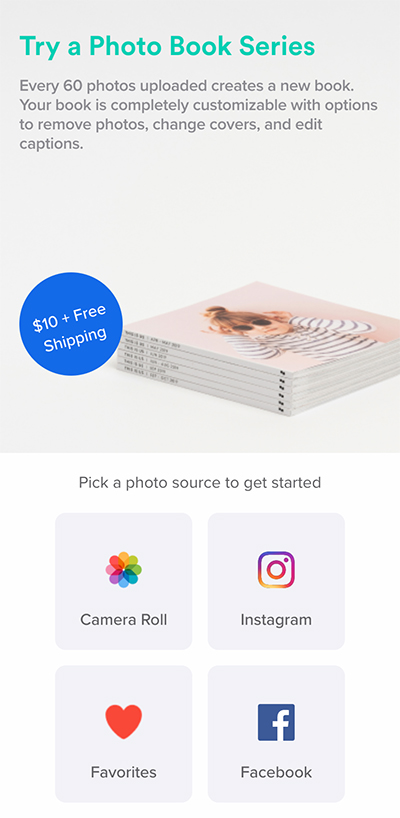 Try a Photo Book Series
Every 60 photos uploaded creates a new book.
Your book is completely customizable with options
to remove photos, change covers, and edit
captions.
$10 + Free
Shipping
Pick a photo source to get started
Camera Roll
Instagram
Favorites
Facebook